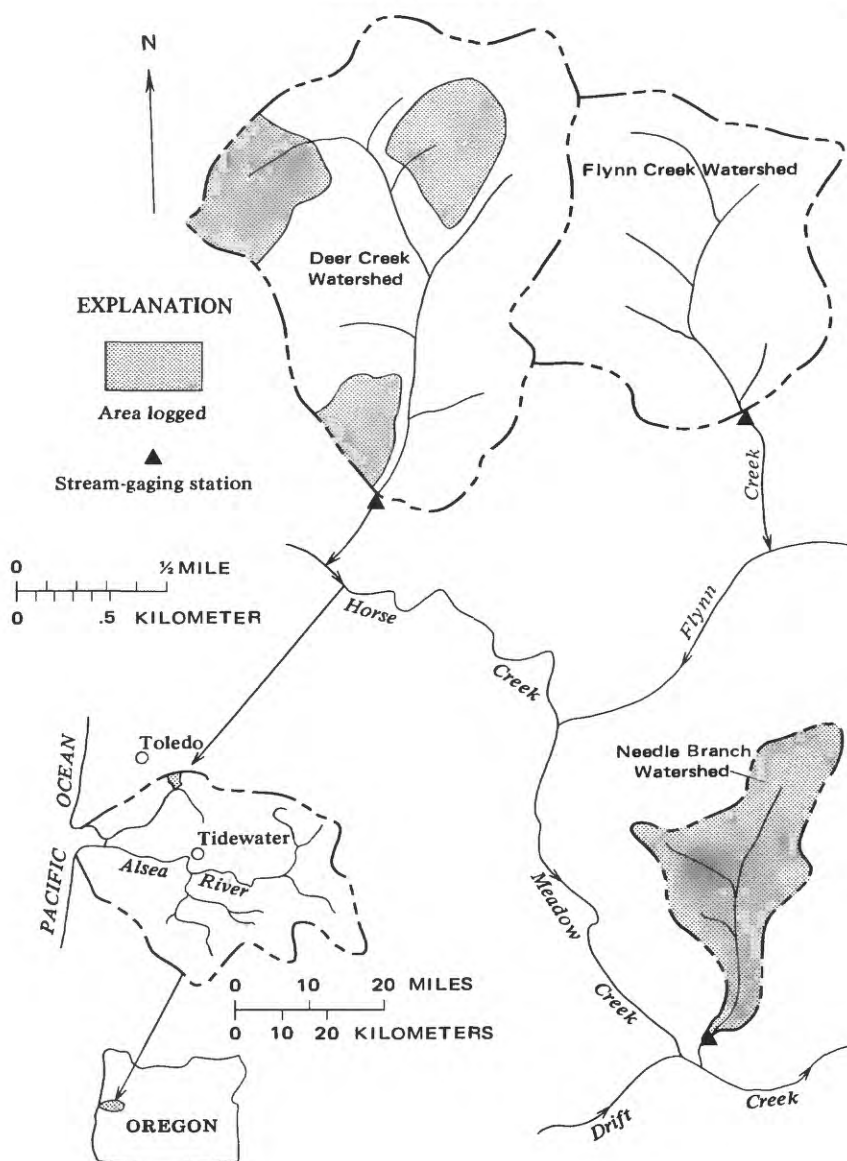 N
Flynn Creek Watershed
Deer Creek
Watershed
EXPLANATION
Area logged
Stream-gaging station
Creek
0 ½ MILE
0 .5 KILOMETER
Horse
Creek
Flynn
Toledo
OCEAN
PACIFIC
Tidewater
Alsea
River
Needle Branch
Watershed
Meadow
Creek
0 10 20 MILES
0 10 20 KILOMETERS
Drift
Creek
OREGON